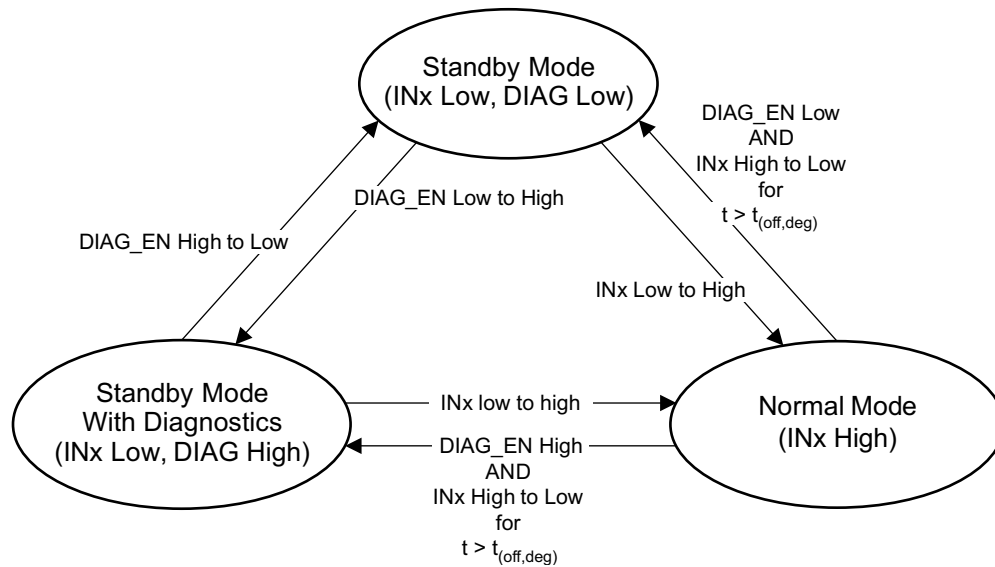 Standby Mode
(INx Low, DIAG Low)
DIAG_EN Low
AND
INx High to Low
for
t > t(off,deg)
DIAG_EN Low to High
DIAG_EN High to Low
INx Low to High
Standby Mode
With Diagnostics
(INx Low, DIAG High)
INx low to high
DIAG_EN High
AND
INx High to Low
for
t > t(off,deg)
Normal Mode
(INx High)